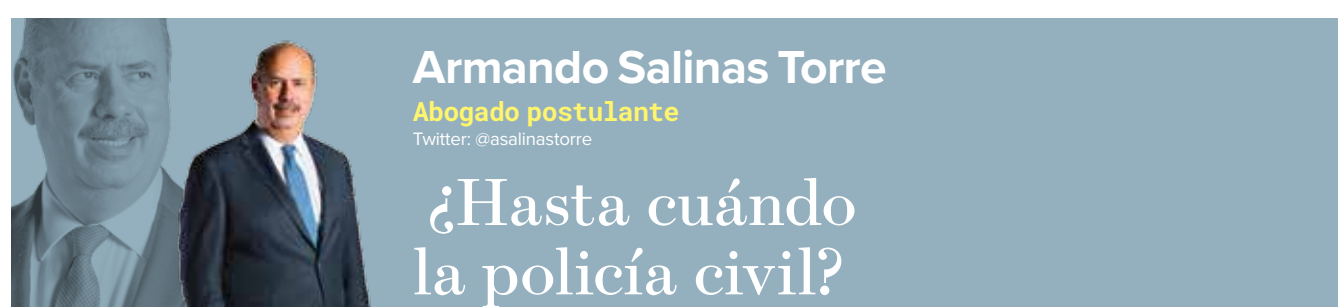 Armando Salinas Torre
Abogado postulante
Twitter: @asalinastorre
¿Hasta cuándo
la policía civil?